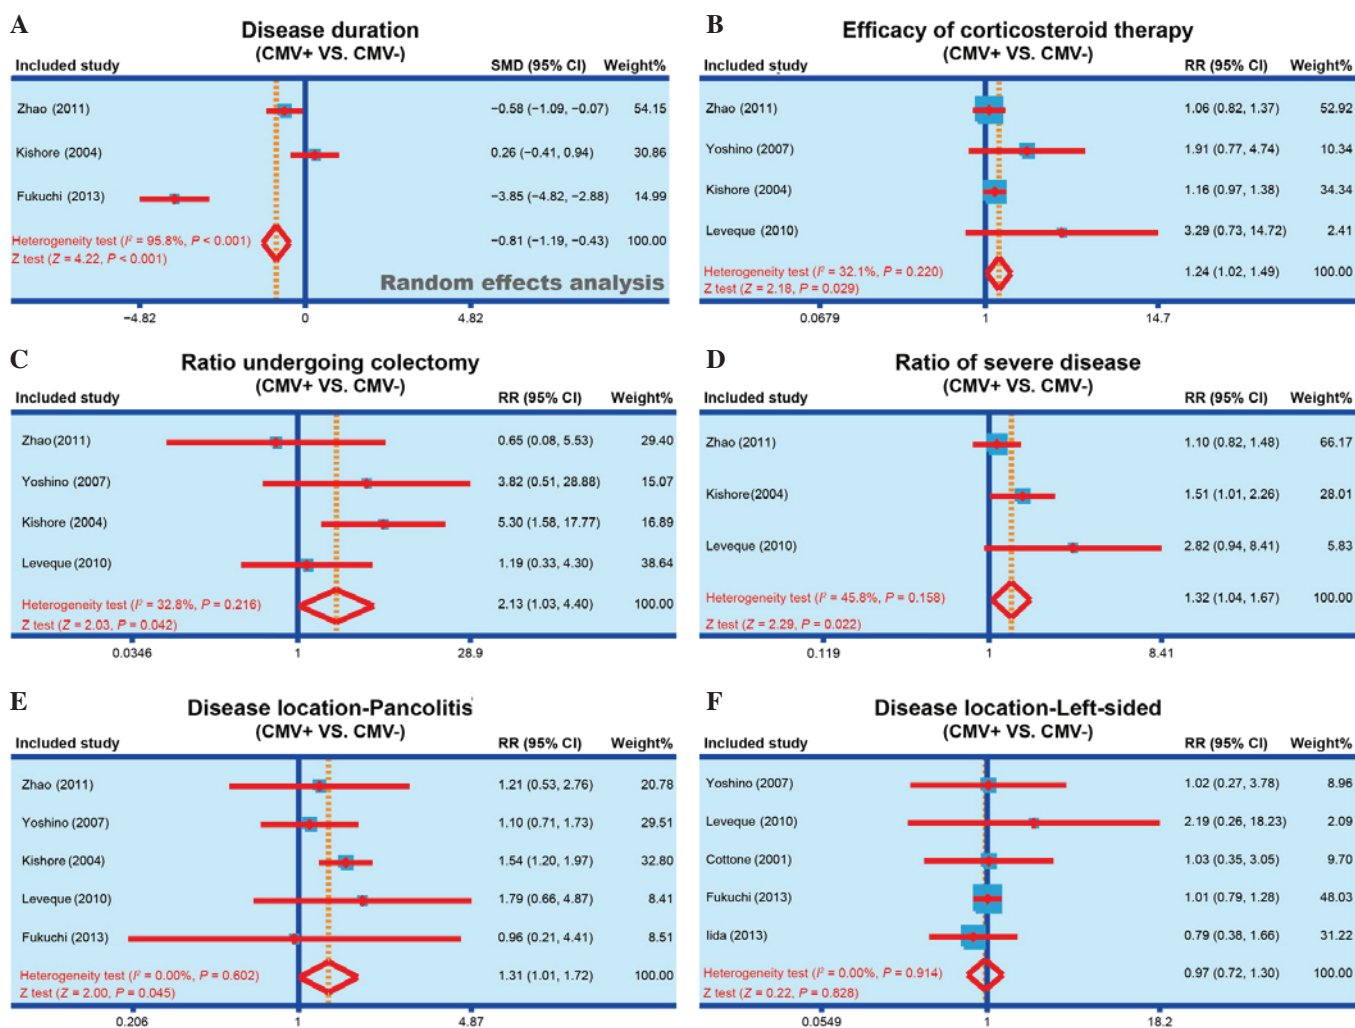 A
Disease duration
(CMV+ VS. CMV-)
Included study SMD (95% CI) Weight%
Zhao (2011) −0.58 (−1.09, −0.07) 54.15
Kishore (2004) 0.26 (−0.41, 0.94) 30.86
Fukuchi (2013) −3.85 (−4.82, −2.88) 14.99
Heterogeneity test (I² = 95.8%, P < 0.001) −0.81 (−1.19, −0.43) 100.00
Z test (Z = 4.22, P < 0.001)
Random effects analysis
−4.82 0 4.82
B
Efficacy of corticosteroid therapy
(CMV+ VS. CMV-)
Included study RR (95% CI) Weight%
Zhao (2011) 1.06 (0.82, 1.37) 52.92
Yoshino (2007) 1.91 (0.77, 4.74) 10.34
Kishore (2004) 1.16 (0.97, 1.38) 34.34
Leveque (2010) 3.29 (0.73, 14.72) 2.41
Heterogeneity test (I² = 32.1%, P = 0.220) 1.24 (1.02, 1.49) 100.00
Z test (Z = 2.18, P = 0.029)
0.0679 1 14.7
C
Ratio undergoing colectomy
(CMV+ VS. CMV-)
Included study RR (95% CI) Weight%
Zhao(2011) 0.65 (0.08, 5.53) 29.40
Yoshino (2007) 3.82 (0.51, 28.88) 15.07
Kishore (2004) 5.30 (1.58, 17.77) 16.89
Leveque (2010) 1.19 (0.33, 4.30) 38.64
Heterogeneity test (I² = 32.8%, P = 0.216) 2.13 (1.03, 4.40) 100.00
Z test (Z = 2.03, P = 0.042)
0.0346 1 28.9
D
Ratio of severe disease
(CMV+ VS. CMV-)
Included study RR (95% CI) Weight%
Zhao (2011) 1.10 (0.82, 1.48) 66.17
Kishore(2004) 1.51 (1.01, 2.26) 28.01
Leveque (2010) 2.82 (0.94, 8.41) 5.83
Heterogeneity test (I² = 45.8%, P = 0.158) 1.32 (1.04, 1.67) 100.00
Z test (Z = 2.29, P = 0.022)
0.119 1 8.41
E
Disease location-Pancolitis
(CMV+ VS. CMV-)
Included study RR (95% CI) Weight%
Zhao (2011) 1.21 (0.53, 2.76) 20.78
Yoshino (2007) 1.10 (0.71, 1.73) 29.51
Kishore (2004) 1.54 (1.20, 1.97) 32.80
Leveque (2010) 1.79 (0.66, 4.87) 8.41
Fukuchi (2013) 0.96 (0.21, 4.41) 8.51
Heterogeneity test (I² = 0.00%, P = 0.602) 1.31 (1.01, 1.72) 100.00
Z test (Z = 2.00, P = 0.045)
0.206 1 4.87
F
Disease location-Left-sided
(CMV+ VS. CMV-)
Included study RR (95% CI) Weight%
Yoshino (2007) 1.02 (0.27, 3.78) 8.96
Leveque (2010) 2.19 (0.26, 18.23) 2.09
Cottone (2001) 1.03 (0.35, 3.05) 9.70
Fukuchi (2013) 1.01 (0.79, 1.28) 48.03
Iida (2013) 0.79 (0.38, 1.66) 31.22
Heterogeneity test (I² = 0.00%, P = 0.914) 0.97 (0.72, 1.30) 100.00
Z test (Z = 0.22, P = 0.828)
0.0549 1 18.2